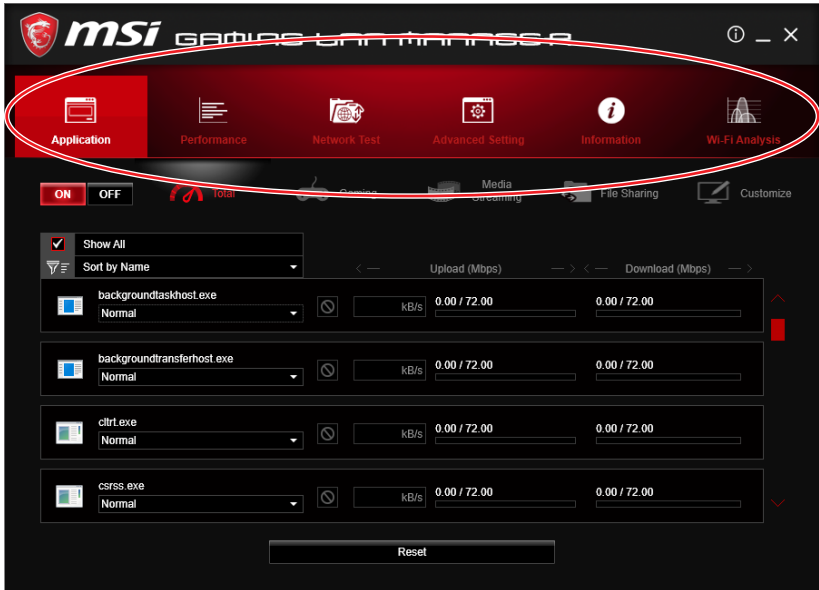 msi GAMING LAN MANAGER
Application Performance Network Test Advanced Setting Information Wi-Fi Analysis
ON OFF Total Gaming Media Streaming File Sharing Customize
Show All
Sort by Name Upload (Mbps) Download (Mbps)
backgroundtaskhost.exe
Normal kB/s 0.00 / 72.00 0.00 / 72.00
backgroundtransferhost.exe
Normal kB/s 0.00 / 72.00 0.00 / 72.00
cltrt.exe
Normal kB/s 0.00 / 72.00 0.00 / 72.00
csrss.exe
Normal kB/s 0.00 / 72.00 0.00 / 72.00
Reset